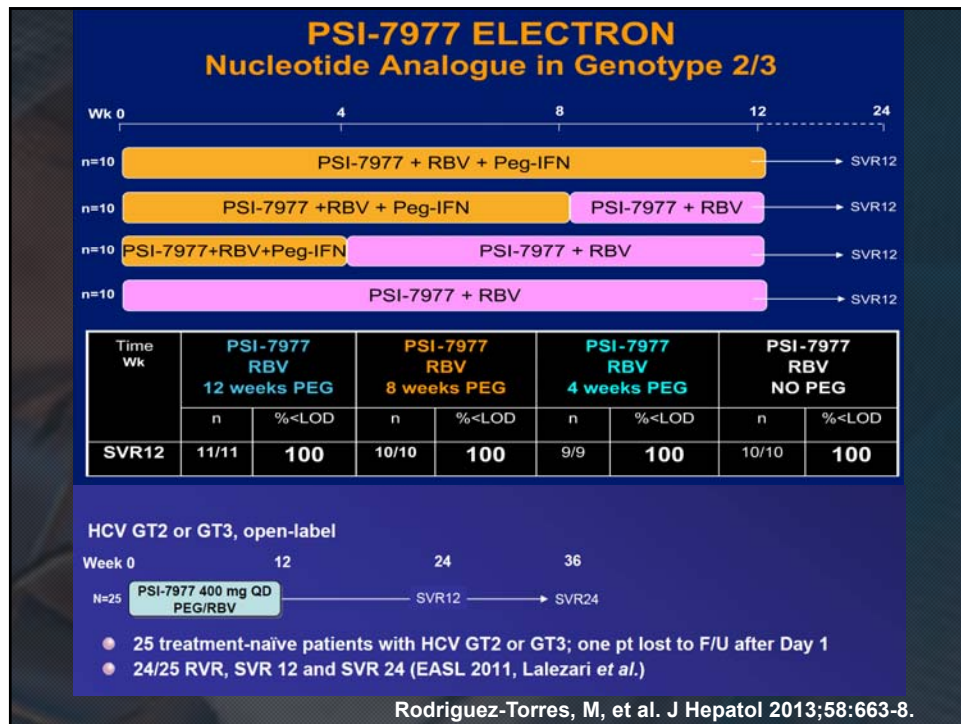 PSI-7977 ELECTRON
Nucleotide Analogue in Genotype 2/3
Wk 0 4 8 12 24
n=10 PSI-7977 + RBV + Peg-IFN SVR12
n=10 PSI-7977 +RBV + Peg-IFN PSI-7977 + RBV SVR12
n=10 PSI-7977+RBV+Peg-IFN PSI-7977 + RBV SVR12
n=10 PSI-7977 + RBV SVR12
Time PSI-7977 PSI-7977 PSI-7977 PSI-7977
Wk RBV RBV RBV RBV
12 weeks PEG 8 weeks PEG 4 weeks PEG NO PEG
n %<LOD n %<LOD n %<LOD n %<LOD
SVR12 11/11 100 10/10 100 9/9 100 10/10 100
HCV GT2 or GT3, open-label
Week 0 12 24 36
N=25 PSI-7977 400 mg QD SVR12 SVR24
PEG/RBV
25 treatment-naïve patients with HCV GT2 or GT3; one pt lost to F/U after Day 1
24/25 RVR, SVR 12 and SVR 24 (EASL 2011, Lalezari et al.)
Rodriguez-Torres, M, et al. J Hepatol 2013;58:663-8.